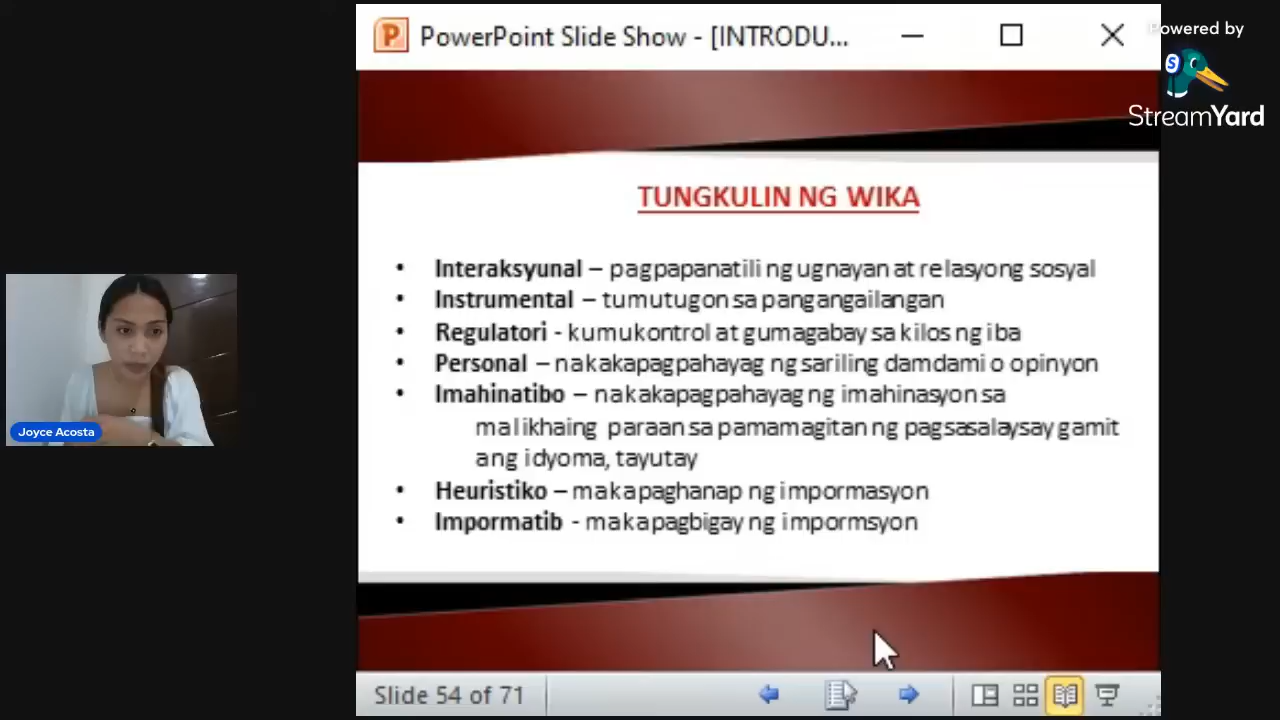 PowerPoint Slide Show - [INTRODU...
Powered by
StreamYard
TUNGKULIN NG WIKA
• Interaksyunal – pagpapanatili ng ugnayan at relasyong sosyal
• Instrumental – tumutugon sa pangangailangan
• Regulatori - kumukontrol at gumagabay sa kilos ng iba
• Personal – nakakapagpahayag ng sariling damdami o opinyon
• Imahinatibo – nakakapagpahayag ng imahinasyon sa
malikhaing paraan sa pamamagitan ng pagsasalaysay gamit
ang idyoma, tayutay
• Heuristiko – makapaghanap ng impormasyon
• Impormatib - makapagbigay ng impormsyon
Joyce Acosta
Slide 54 of 71